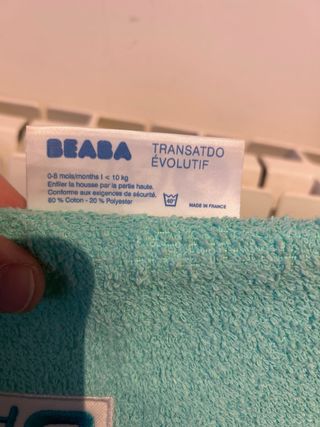 BEABA
TRANSATDO
ÉVOLUTIF
0-8 mois/months I < 10 kg
Enfiler la housse par la partie haute.
Conforme aux exigences de sécurité.
80 % Coton - 20 % Polyester
40°
MADE IN FRANCE